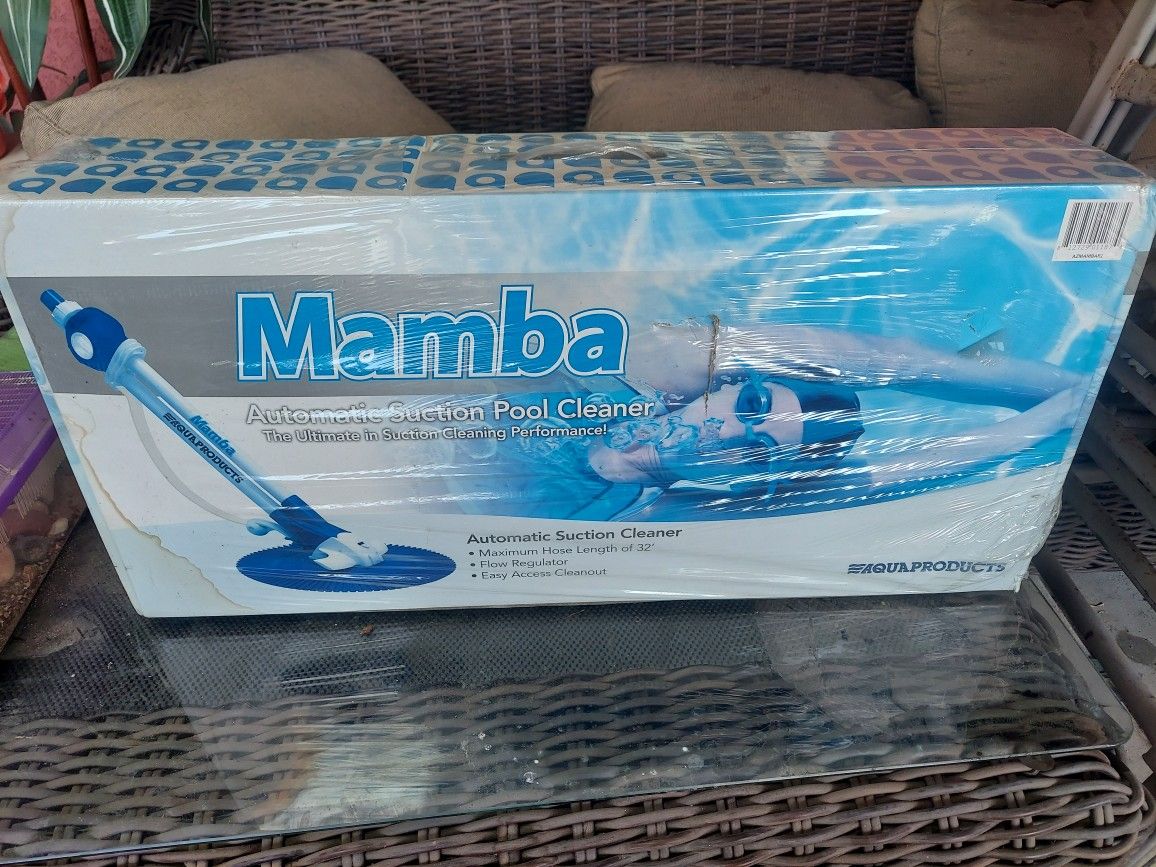 AZMAMBARI
Mamba
Automatic Suction Pool Cleaner
The Ultimate in Suction Cleaning Performance!
Mamba
AQUAPRODUCTS
Automatic Suction Cleaner
• Maximum Hose Length of 32'
• Flow Regulator
• Easy Access Cleanout
AQUAPRODUCTS